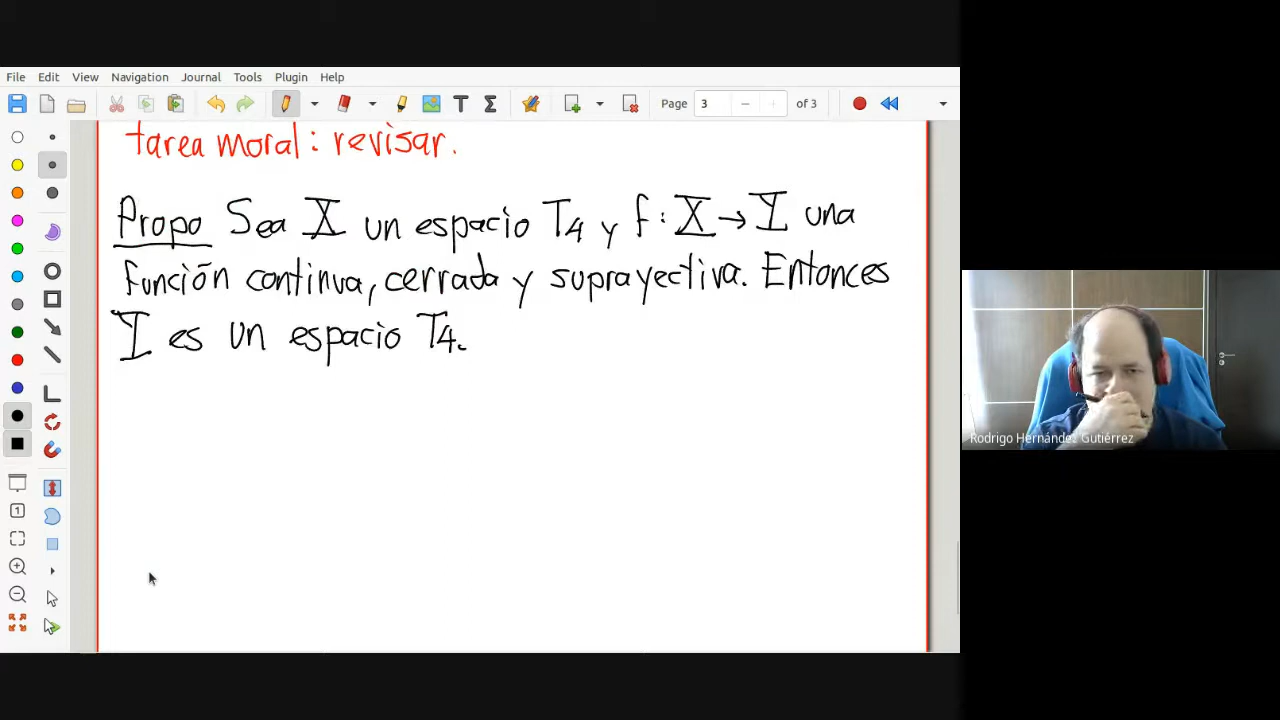 File Edit View Navigation Journal Tools Plugin Help
Page 3 of 3
tarea moral: revisar.
Propo Sea X un espacio T4 y f: X → Y una
función continua, cerrada y suprayectiva. Entonces
Y es un espacio T4.
Rodrigo Hernández Gutiérrez